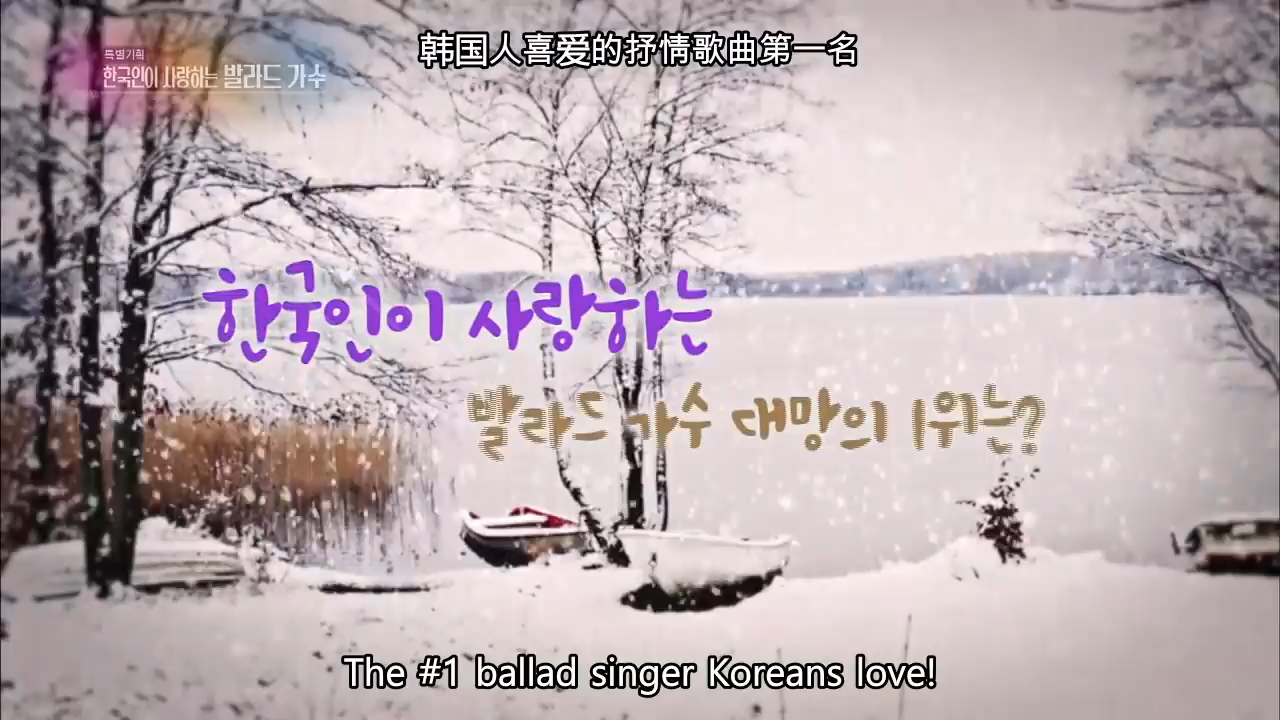 韩国人喜爱的抒情歌曲第一名
특별기획
한국인이 사랑하는 발라드 가수
한국인이 사랑하는
발라드 가수 대망의 1위는?
The #1 ballad singer Koreans love!